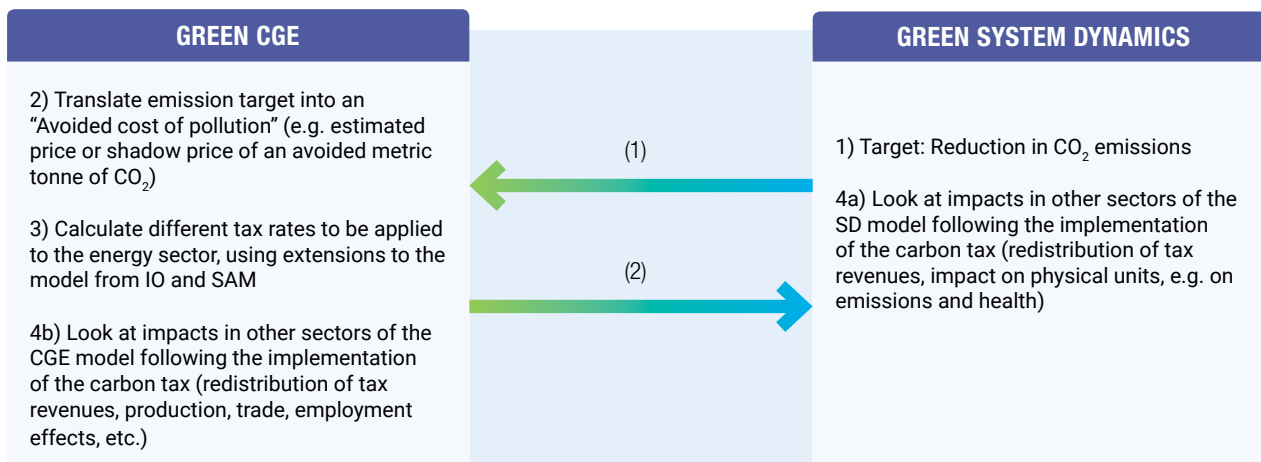 GREEN CGE
2) Translate emission target into an
“Avoided cost of pollution” (e.g. estimated
price or shadow price of an avoided metric
tonne of CO₂)
3) Calculate different tax rates to be applied
to the energy sector, using extensions to the
model from IO and SAM
4b) Look at impacts in other sectors of the
CGE model following the implementation
of the carbon tax (redistribution of tax
revenues, production, trade, employment
effects, etc.)
(1)
(2)
GREEN SYSTEM DYNAMICS
1) Target: Reduction in CO₂ emissions
4a) Look at impacts in other sectors of the
SD model following the implementation
of the carbon tax (redistribution of tax
revenues, impact on physical units, e.g. on
emissions and health)